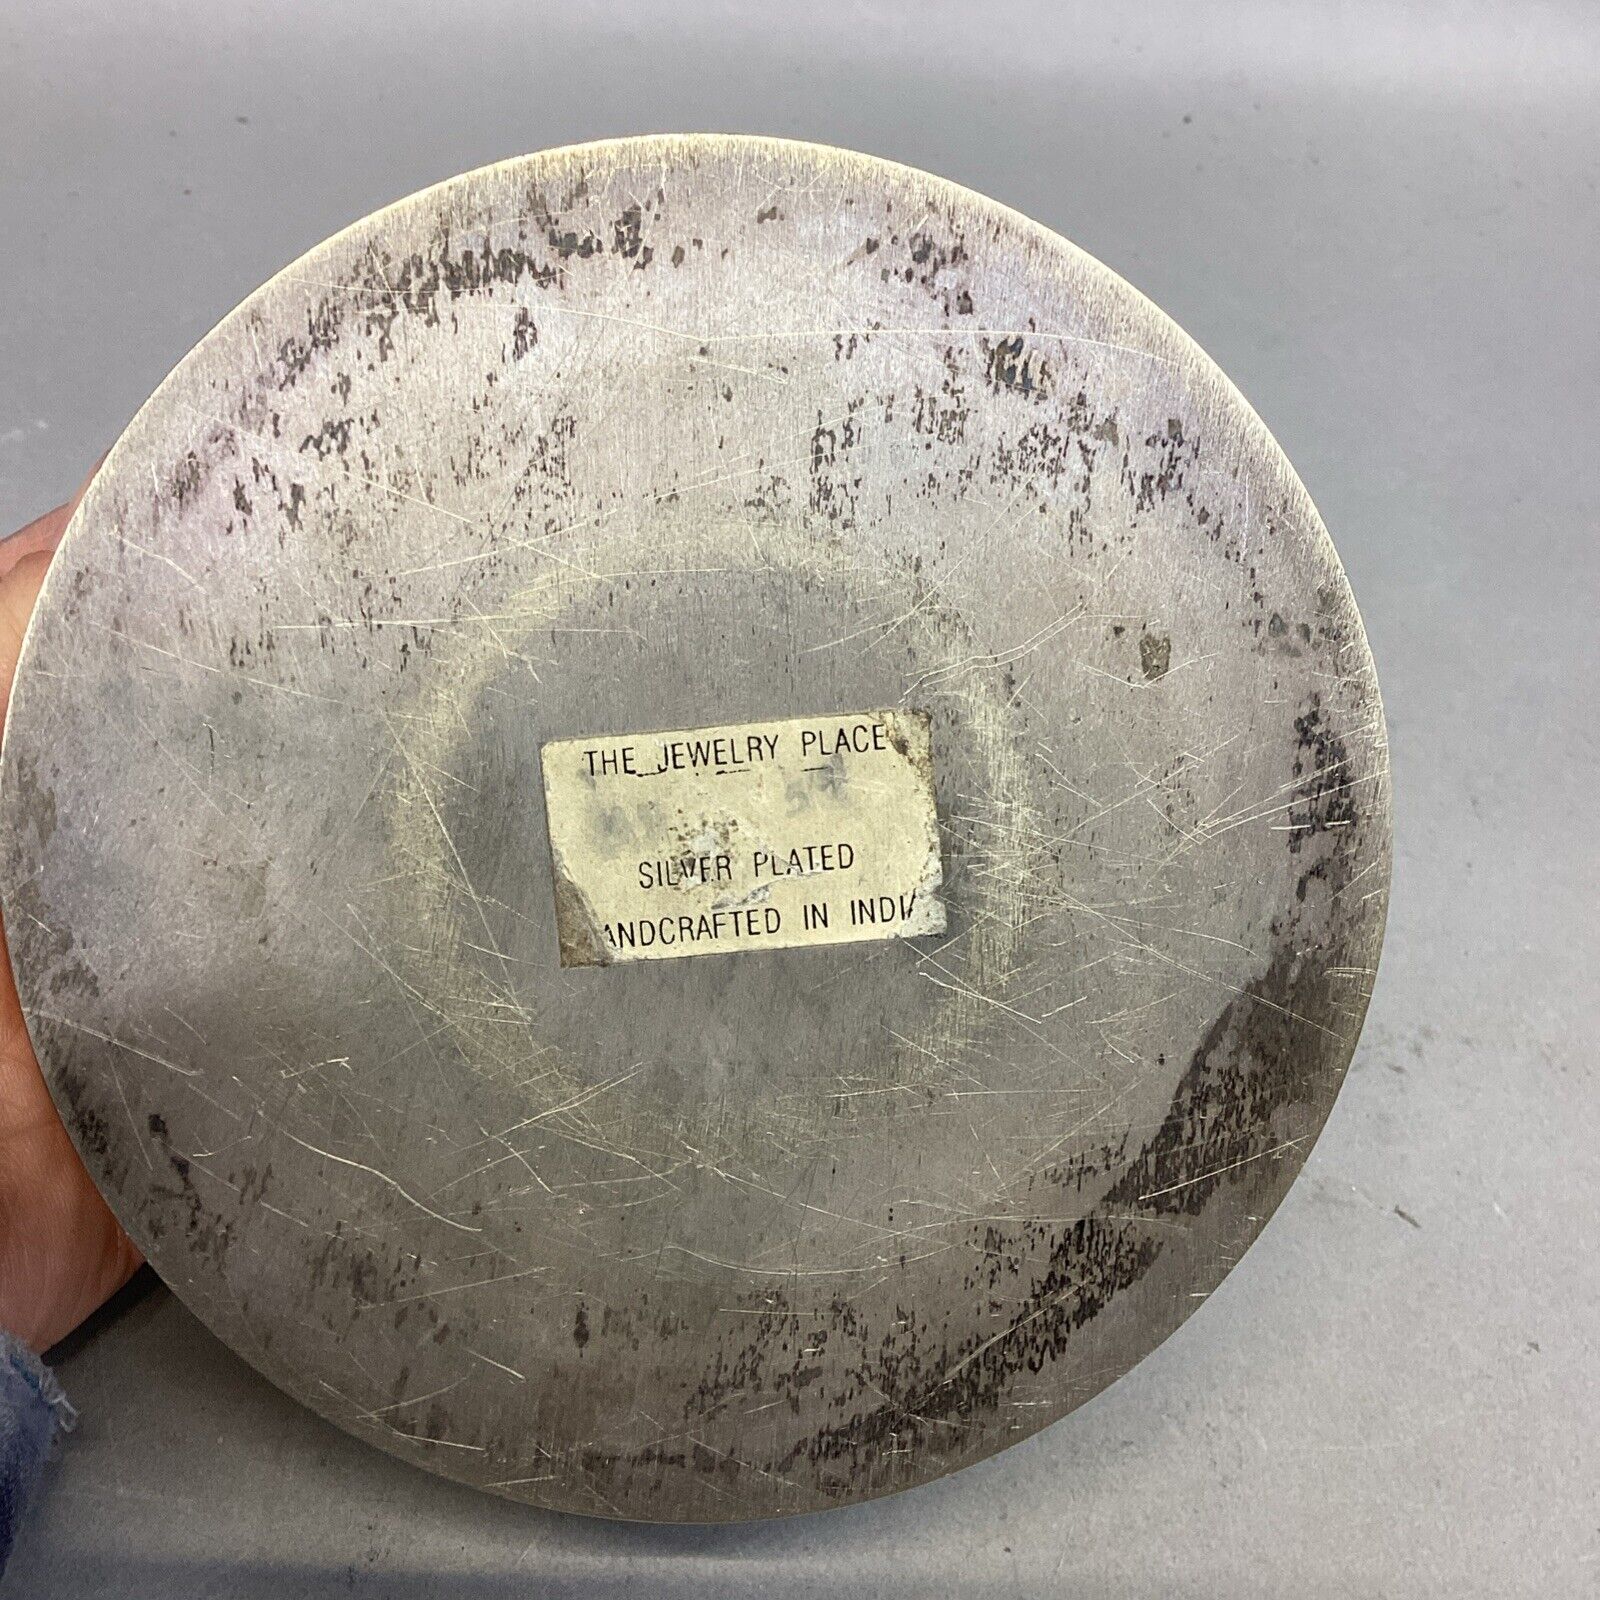 THE JEWELRY PLACE
SILVER PLATED
ANDCRAFTED IN INDI